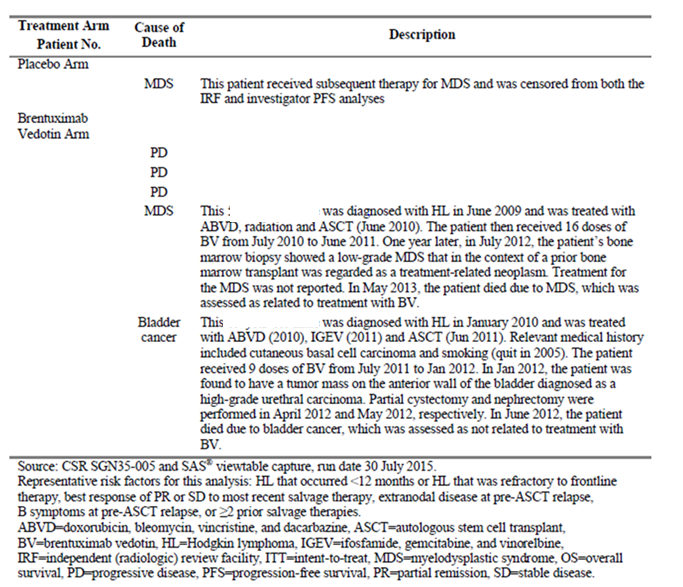 Treatment Arm
Patient No.
Cause of
Death
Description
Placebo Arm
MDS
This patient received subsequent therapy for MDS and was censored from both the
IRF and investigator PFS analyses
Brentuximab
Vedotin Arm
PD
PD
PD
MDS
This was diagnosed with HL in June 2009 and was treated with
ABVD, radiation and ASCT (June 2010). The patient then received 16 doses of
BV from July 2010 to June 2011. One year later, in July 2012, the patient's bone
marrow biopsy showed a low-grade MDS that in the context of a prior bone
marrow transplant was regarded as a treatment-related neoplasm. Treatment for
the MDS was not reported. In May 2013, the patient died due to MDS, which was
assessed as related to treatment with BV.
Bladder
cancer
This was diagnosed with HL in January 2010 and was treated
with ABVD (2010), IGEV (2011) and ASCT (Jun 2011). Relevant medical history
included cutaneous basal cell carcinoma and smoking (quit in 2005). The patient
received 9 doses of BV from July 2011 to Jan 2012. In Jan 2012, the patient was
found to have a tumor mass on the anterior wall of the bladder diagnosed as a
high-grade urethral carcinoma. Partial cystectomy and nephrectomy were
performed in April 2012 and May 2012, respectively. In June 2012, the patient
died due to bladder cancer, which was assessed as not related to treatment with
BV.
Source: CSR SGN35-005 and SAS® viewtable capture, run date 30 July 2015.
Representative risk factors for this analysis: HL that occurred <12 months or HL that was refractory to frontline
therapy, best response of PR or SD to most recent salvage therapy, extranodal disease at pre-ASCT relapse,
B symptoms at pre-ASCT relapse, or ≥2 prior salvage therapies.
ABVD=doxorubicin, bleomycin, vincristine, and dacarbazine, ASCT=autologous stem cell transplant,
BV=brentuximab vedotin, HL=Hodgkin lymphoma, IGEV=ifosfamide, gemcitabine, and vinorelbine,
IRF=independent (radiologic) review facility, ITT=intent-to-treat, MDS=myelodysplastic syndrome, OS=overall
survival, PD=progressive disease, PFS=progression-free survival, PR=partial remission, SD=stable disease.